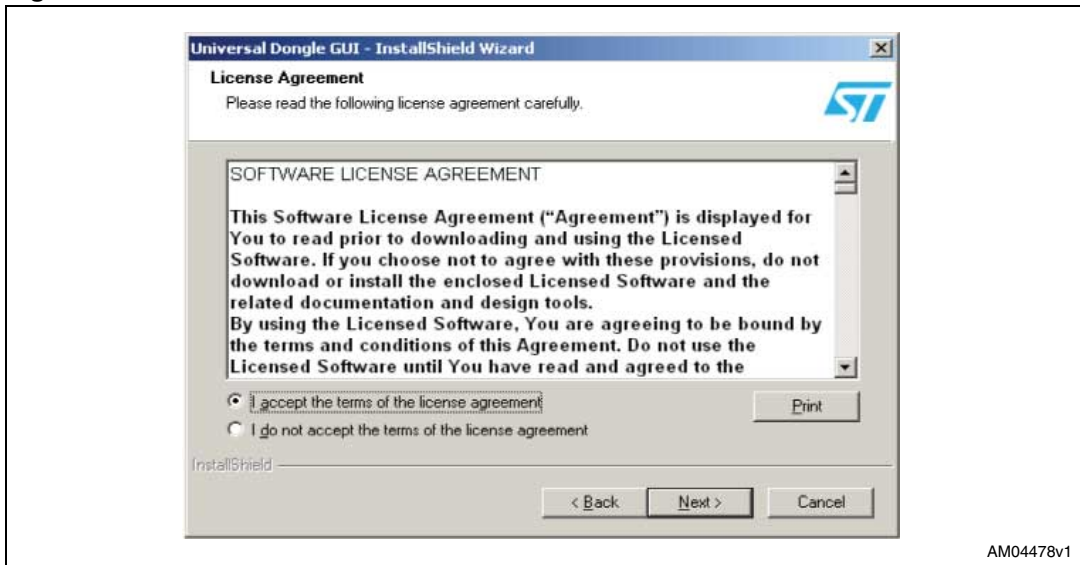 Universal Dongle GUI - InstallShield Wizard
License Agreement
Please read the following license agreement carefully.
ST
SOFTWARE LICENSE AGREEMENT
This Software License Agreement (“Agreement”) is displayed for
You to read prior to downloading and using the Licensed
Software. If you choose not to agree with these provisions, do not
download or install the enclosed Licensed Software and the
related documentation and design tools.
By using the Licensed Software, You are agreeing to be bound by
the terms and conditions of this Agreement. Do not use the
Licensed Software until You have read and agreed to the
I accept the terms of the license agreement
Print
I do not accept the terms of the license agreement
InstallShield
< Back
Next >
Cancel
AM04478v1